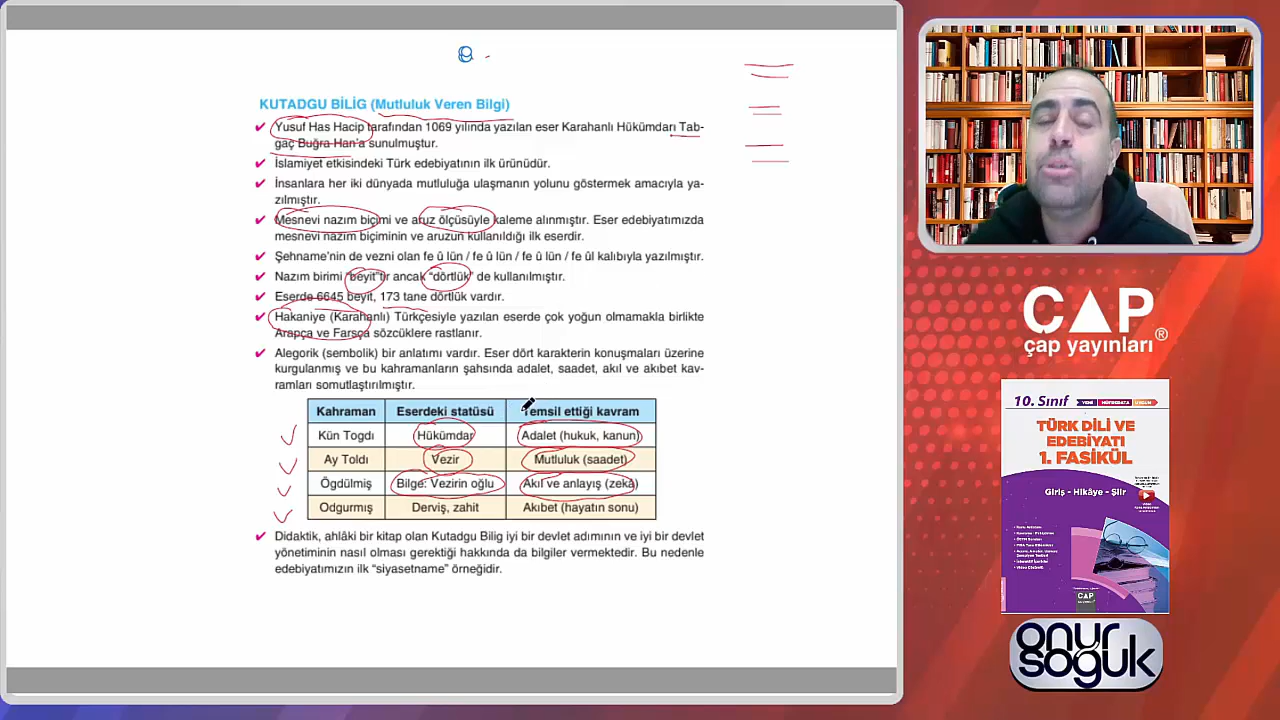 KUTADGU BİLİG (Mutluluk Veren Bilgi)
✔ Yusuf Has Hacip tarafından 1069 yılında yazılan eser Karahanlı Hükümdarı Tab-
gaç Buğra Han'a sunulmuştur.
✔ İslamiyet etkisindeki Türk edebiyatının ilk ürünüdür.
✔ İnsanlara her iki dünyada mutluluğa ulaşmanın yolunu göstermek amacıyla ya-
zılmıştır.
✔ Mesnevi nazım biçimi ve aruz ölçüsüyle kaleme alınmıştır. Eser edebiyatımızda
mesnevi nazım biçiminin ve aruzun kullanıldığı ilk eserdir.
✔ Şehname'nin de vezni olan fe û lün / fe û lün / fe û lün / fe ûl kalıbıyla yazılmıştır.
✔ Nazım birimi "beyit"tir ancak "dörtlük" de kullanılmıştır.
✔ Eserde 6645 beyit, 173 tane dörtlük vardır.
✔ Hakaniye (Karahanlı) Türkçesiyle yazılan eserde çok yoğun olmamakla birlikte
Arapça ve Farsça sözcüklere rastlanır.
✔ Alegorik (sembolik) bir anlatımı vardır. Eser dört karakterin konuşmaları üzerine
kurgulanmış ve bu kahramanların şahsında adalet, saadet, akıl ve akıbet kav-
ramları somutlaştırılmıştır.
Kahraman Eserdeki statüsü Temsil ettiği kavram
Kün Togdı Hükümdar Adalet (hukuk, kanun)
Ay Toldı Vezir Mutluluk (saadet)
Ögdülmiş Bilge: Vezirin oğlu Akıl ve anlayış (zekâ)
Odgurmış Derviş, zahit Akıbet (hayatın sonu)
✔ Didaktik, ahlâki bir kitap olan Kutadgu Bilig iyi bir devlet adımının ve iyi bir devlet
yönetiminin nasıl olması gerektiği hakkında da bilgiler vermektedir. Bu nedenle
edebiyatımızın ilk "siyasetname" örneğidir.
ÇAP
çap yayınları®
10. Sınıf
YENİ MÜFREDATA UYGUN
TÜRK DİLİ VE
EDEBİYATI
1. FASİKÜL
Giriş - Hikâye - Şiir
ÇAP
onur
soğuk